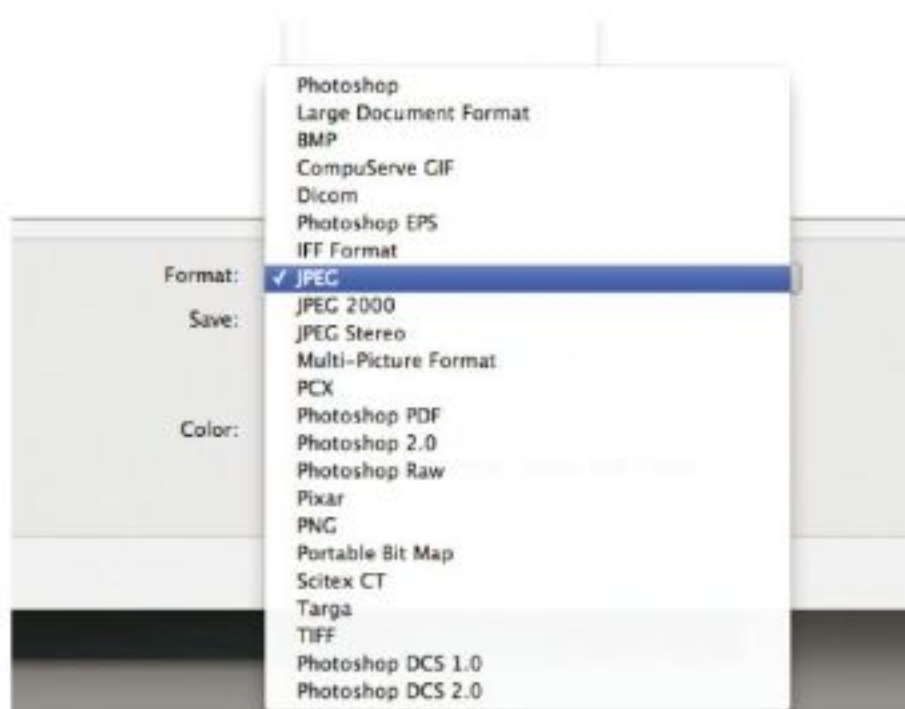 Photoshop
Large Document Format
BMP
CompuServe GIF
Dicom
Photoshop EPS
IFF Format
Format: ✓ JPEG
JPEG 2000
Save:
JPEG Stereo
Multi-Picture Format
PCX
Photoshop PDF
Color:
Photoshop 2.0
Photoshop Raw
Pixar
PNG
Portable Bit Map
Scitex CT
Targa
TIFF
Photoshop DCS 1.0
Photoshop DCS 2.0